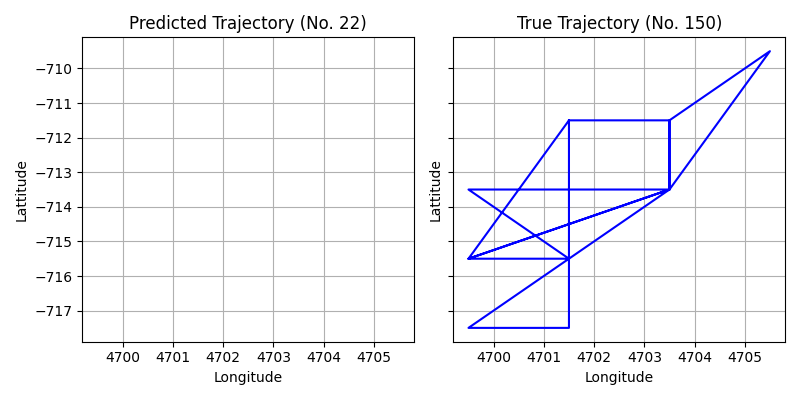 Predicted Trajectory (No. 22)
True Trajectory (No. 150)
−710
−711
−712
−713
−714
−715
−716
−717
Lattitude
Lattitude
4700 4701 4702 4703 4704 4705
4700 4701 4702 4703 4704 4705
Longitude
Longitude